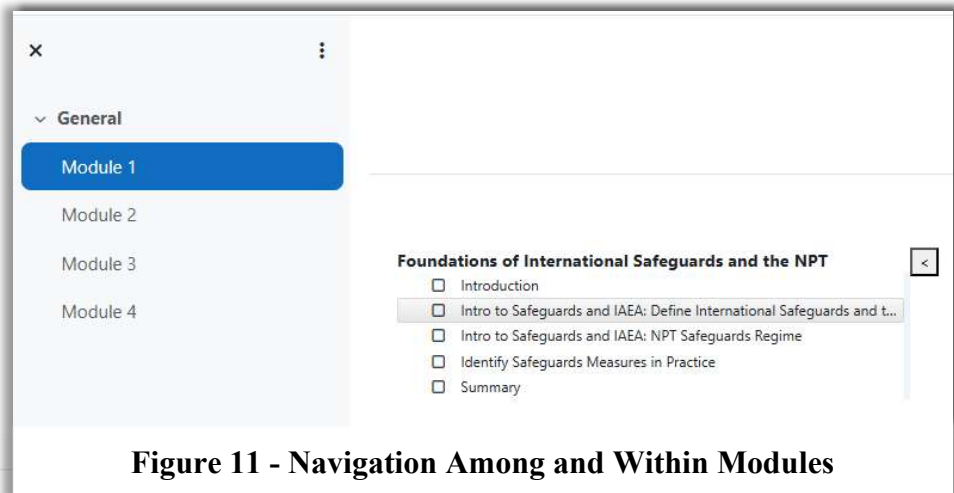 General
Module 1
Module 2
Module 3
Module 4
Foundations of International Safeguards and the NPT
<
Introduction
Intro to Safeguards and IAEA: Define International Safeguards and t...
Intro to Safeguards and IAEA: NPT Safeguards Regime
Identify Safeguards Measures in Practice
Summary
Figure 11 - Navigation Among and Within Modules